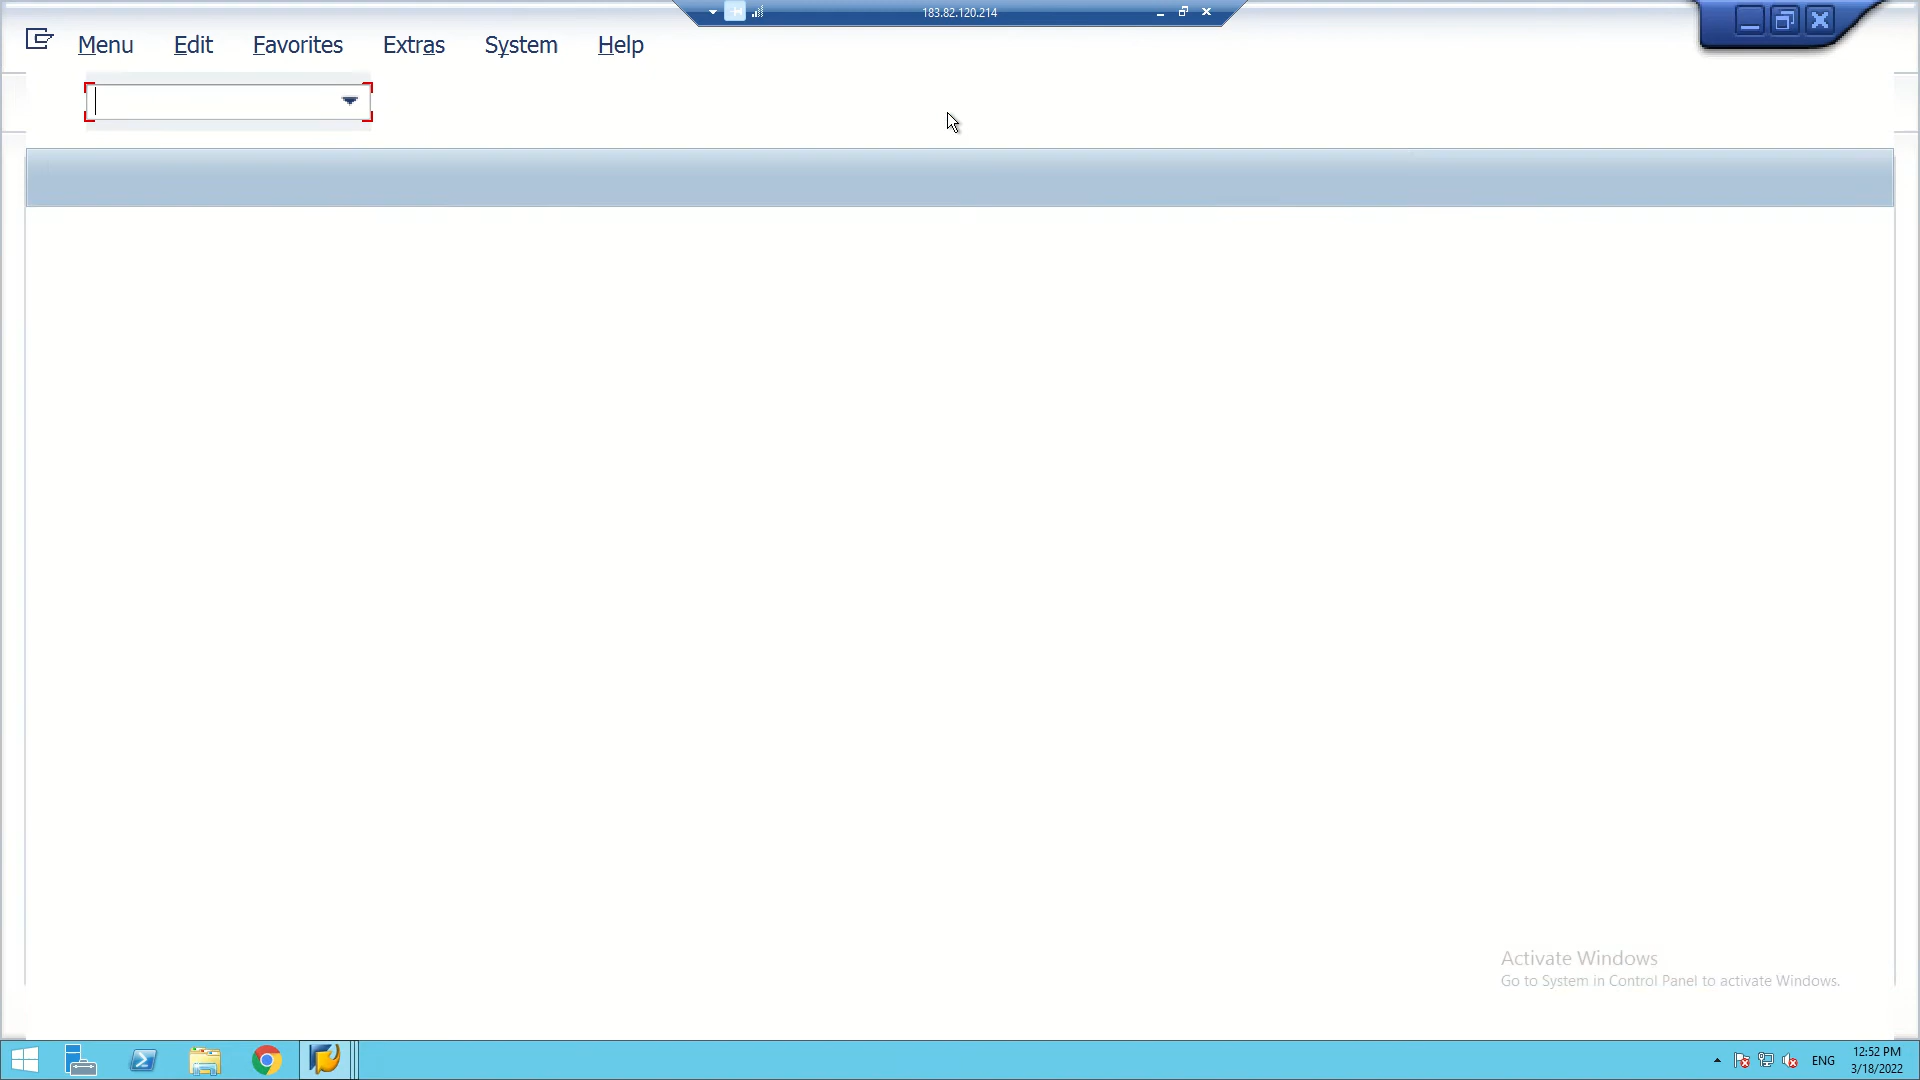 183.82.120.214
Menu Edit Favorites Extras System Help
Activate Windows
Go to System in Control Panel to activate Windows.
ENG
12:52 PM
3/18/2022